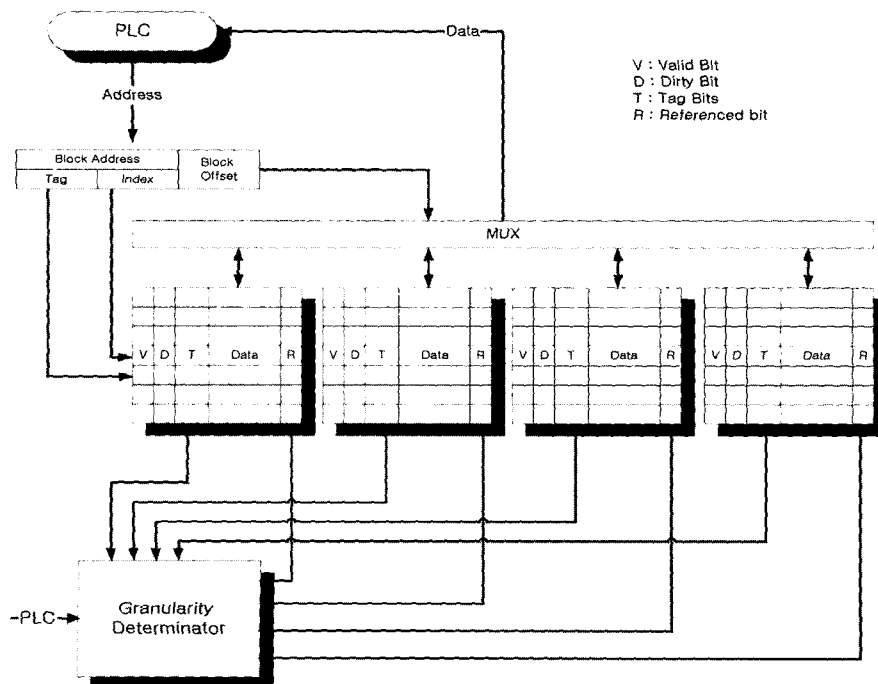 PLC
Data
V : Valid Bit
D : Dirty Bit
T : Tag Bits
R : Referenced bit
Address
Block Address
Block
Offset
Tag
Index
MUX
V D T Data R
V D T Data R
V D T Data R
V D T Data R
PLC
Granularity
Determinator